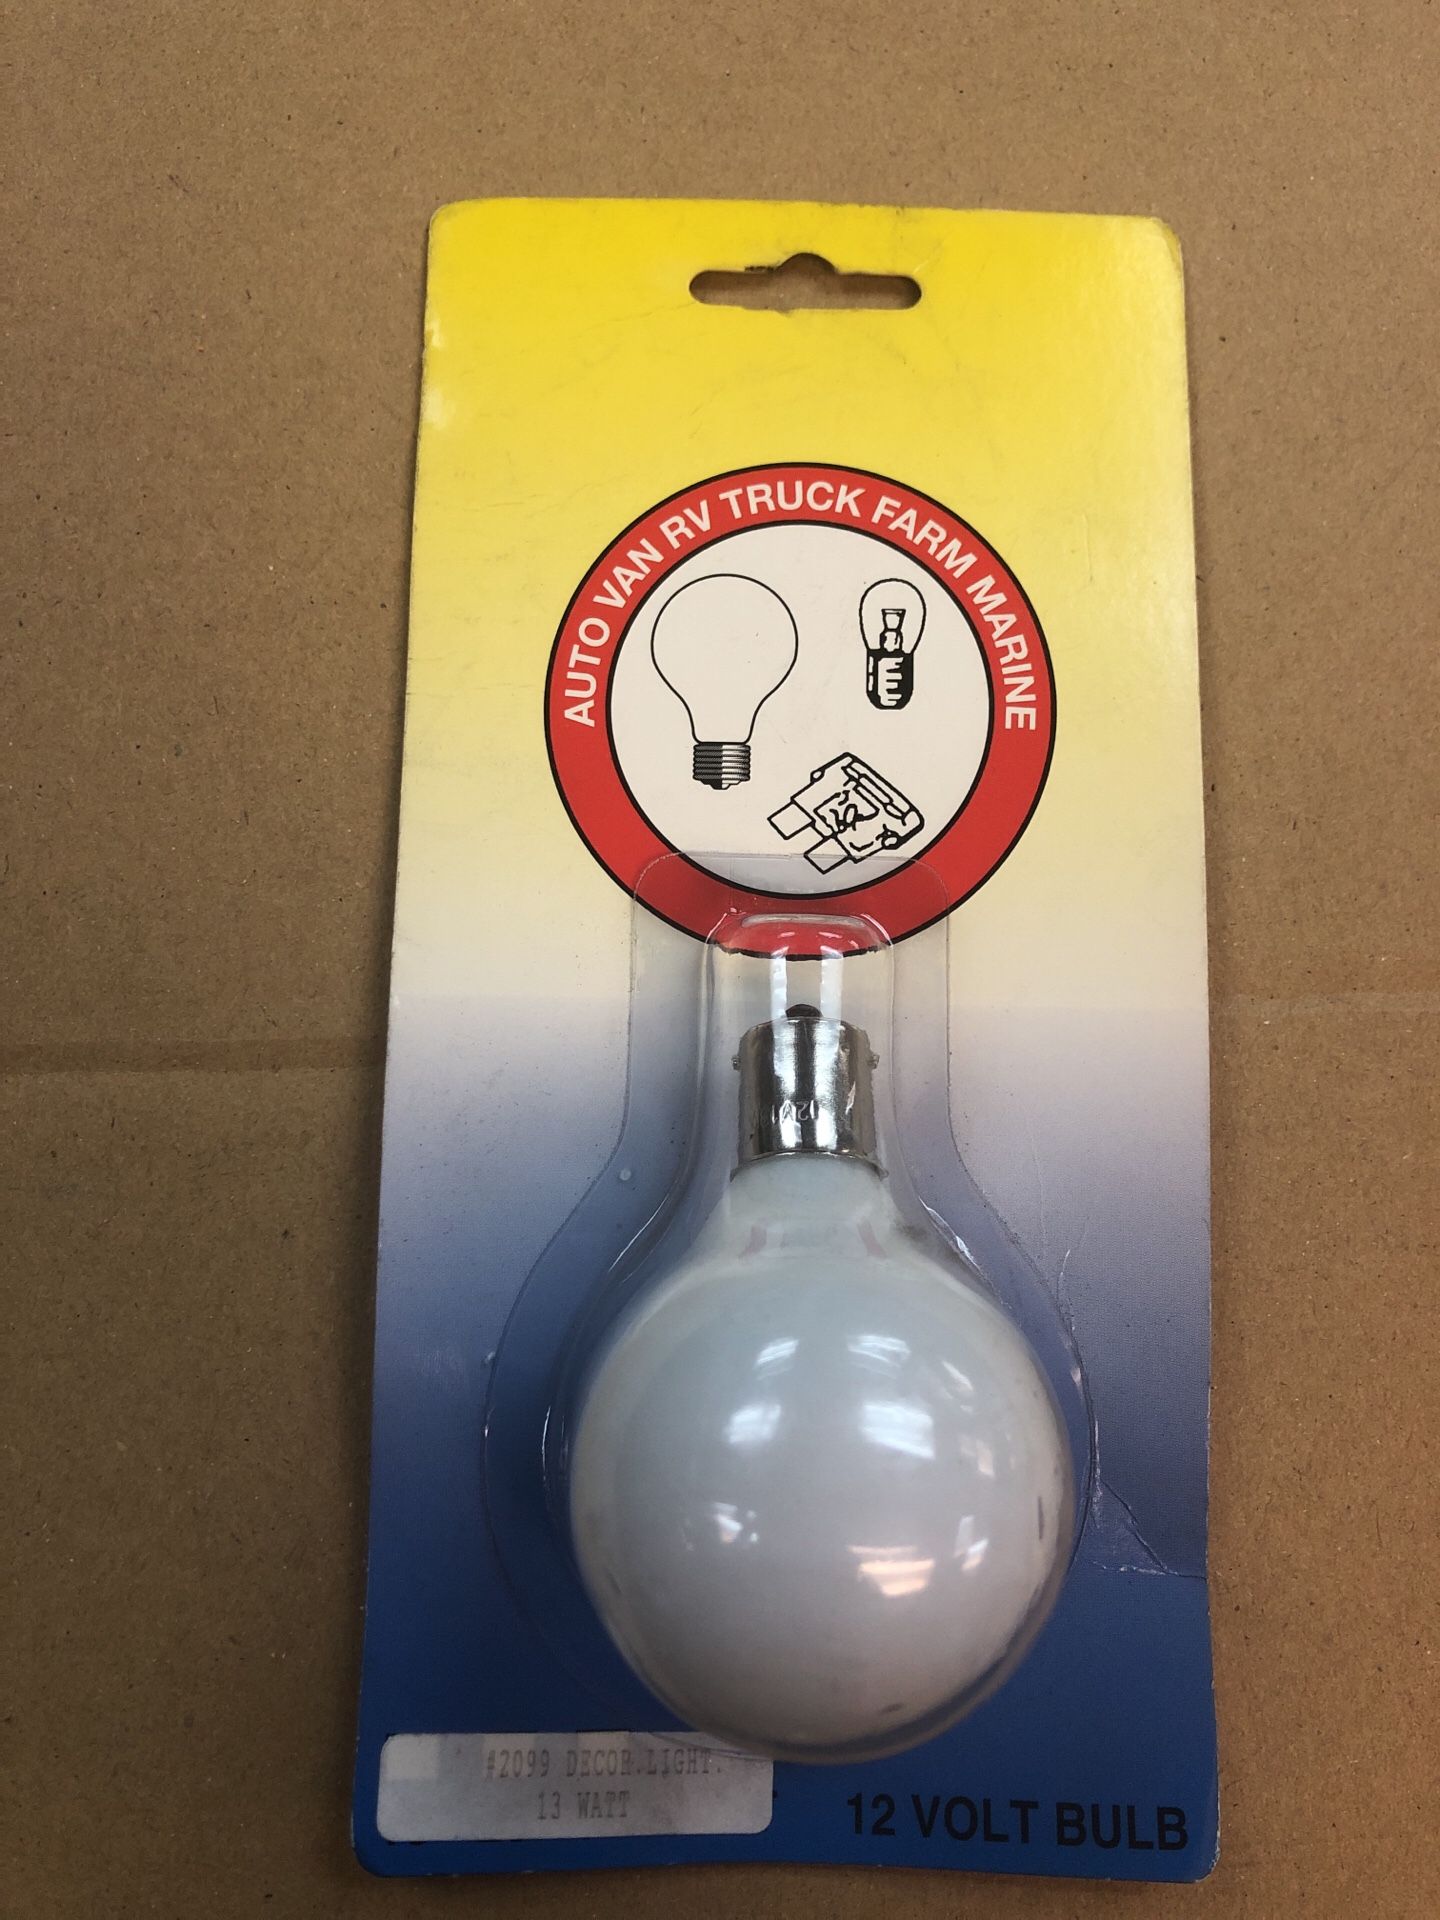 AUTO VAN RV TRUCK FARM MARINE
#2099 DECOR.LIGHT.
13 WATT
12 VOLT BULB